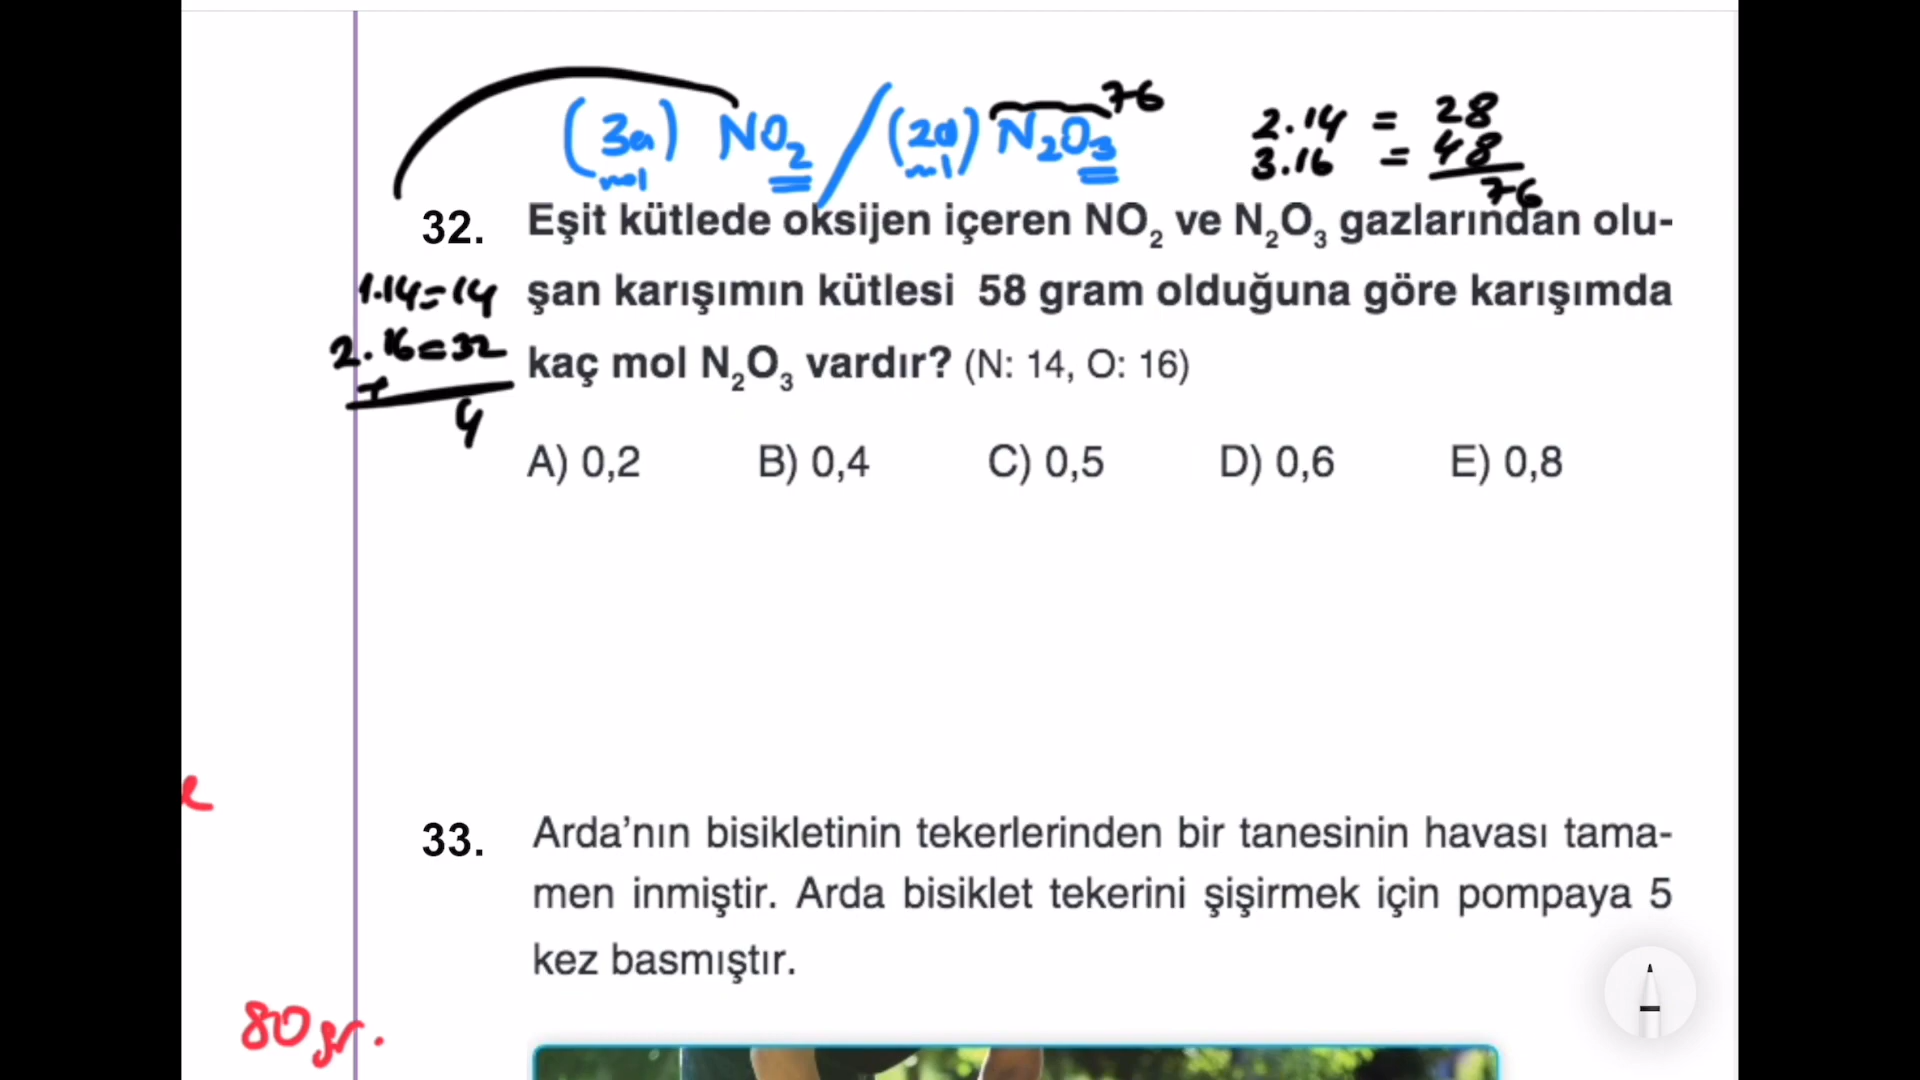 (3a) NO₂ / (2a) N₂O₃ 76
mol mol
2.14 = 28
3.16 = 48
76
32. Eşit kütlede oksijen içeren NO₂ ve N₂O₃ gazlarından olu-
şan karışımın kütlesi 58 gram olduğuna göre karışımda
kaç mol N₂O₃ vardır? (N: 14, O: 16)
1.14=14
2.16=32
+
4
A) 0,2 B) 0,4 C) 0,5 D) 0,6 E) 0,8
33. Arda’nın bisikletinin tekerlerinden bir tanesinin havası tama-
men inmiştir. Arda bisiklet tekerini şişirmek için pompaya 5
kez basmıştır.
80gr.